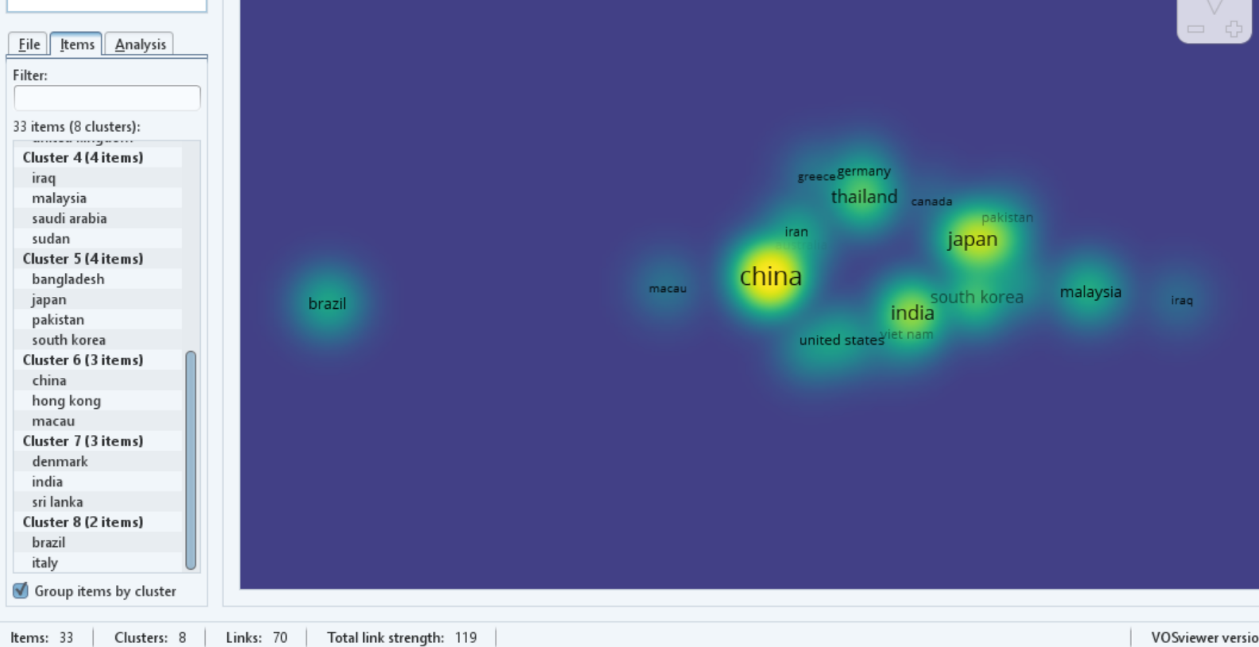 File Items Analysis
Filter:
33 items (8 clusters):
Cluster 4 (4 items)
iraq
malaysia
saudi arabia
sudan
Cluster 5 (4 items)
bangladesh
japan
pakistan
south korea
Cluster 6 (3 items)
china
hong kong
macau
Cluster 7 (3 items)
denmark
india
sri lanka
Cluster 8 (2 items)
brazil
italy
Group items by cluster
germany
greece
thailand
canada
pakistan
iran
japan
china
macau
malaysia
south korea
iraq
brazil
india
viet nam
united states
Items: 33 Clusters: 8 Links: 70 Total link strength: 119 VOSviewer versio